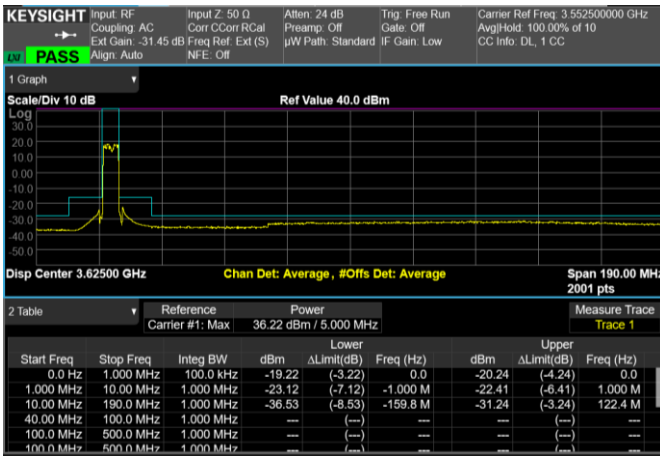 KEYSIGHT Input: RF Input Z: 50 Ω Atten: 24 dB Trig: Free Run Carrier Ref Freq: 3.552500000 GHz
Coupling: AC Corr CCorr RCal Preamp: Off Gate: Off Avg|Hold: 100.00% of 10
Ext Gain: -31.45 dB Freq Ref: Ext (S) µW Path: Standard IF Gain: Low CC Info: DL, 1 CC
LXI PASS Align: Auto NFE: Off
1 Graph
Scale/Div 10 dB Ref Value 40.0 dBm
Log
30.0
20.0
10.0
0.00
-10.0
-20.0
-30.0
-40.0
-50.0
Disp Center 3.62500 GHz Chan Det: Average, #Offs Det: Average Span 190.00 MHz
2001 pts
2 Table Reference Power Measure Trace
Carrier #1: Max 36.22 dBm / 5.000 MHz Trace 1
Lower Upper
Start Freq Stop Freq Integ BW dBm ΔLimit(dB) Freq (Hz) dBm ΔLimit(dB) Freq (Hz)
0.0 Hz 1.000 MHz 100.0 kHz -19.22 (-3.22) 0.0 -20.24 (-4.24) 0.0
1.000 MHz 10.00 MHz 1.000 MHz -23.12 (-7.12) -1.000 M -22.41 (-6.41) 1.000 M
10.00 MHz 190.0 MHz 1.000 MHz -36.53 (-8.53) -159.8 M -31.24 (-3.24) 122.4 M
40.00 MHz 100.0 MHz 1.000 MHz --- (---) --- --- (---) ---
100.0 MHz 500.0 MHz 1.000 MHz --- (---) --- --- (---) ---
100.0 MHz 500.0 MHz 1.000 MHz --- (---) --- --- (---) ---